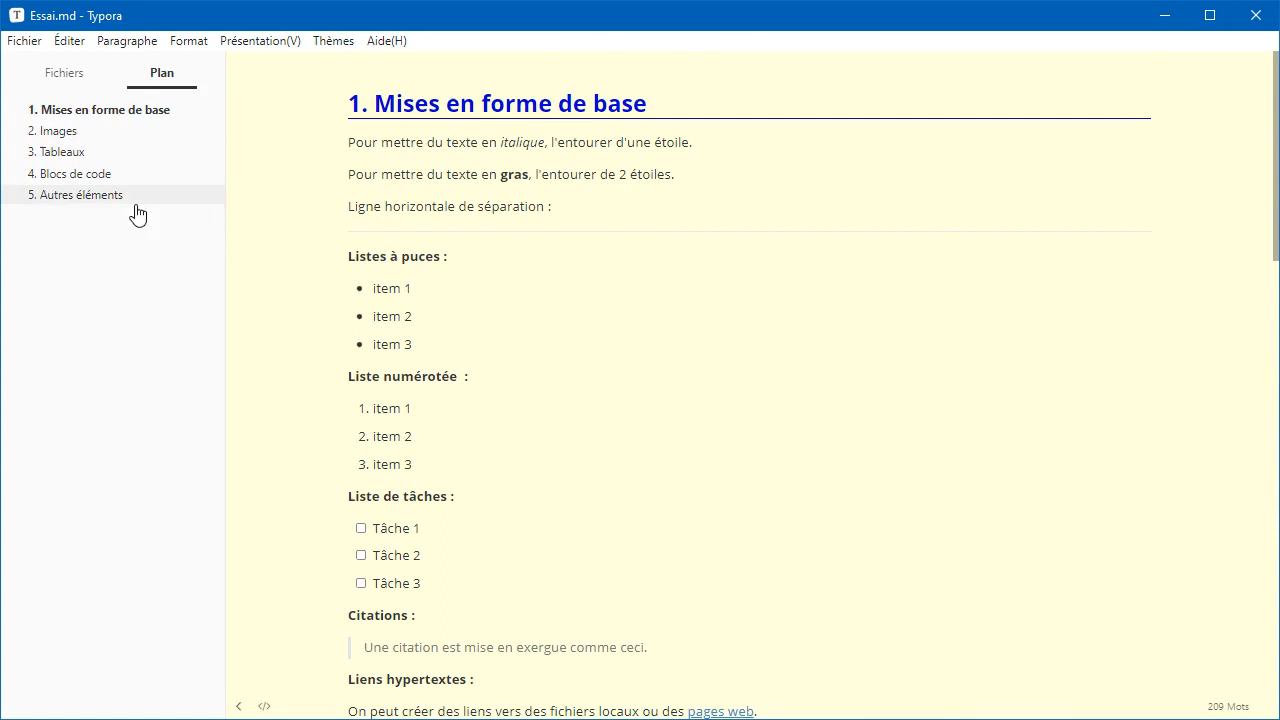 Essai.md - Typora
Fichier Éditer Paragraphe Format Présentation(V) Thèmes Aide(H)
Fichiers Plan
1. Mises en forme de base
2. Images
3. Tableaux
4. Blocs de code
5. Autres éléments
1. Mises en forme de base
Pour mettre du texte en italique, l'entourer d'une étoile.
Pour mettre du texte en gras, l'entourer de 2 étoiles.
Ligne horizontale de séparation :
Listes à puces :
• item 1
• item 2
• item 3
Liste numérotée  :
1. item 1
2. item 2
3. item 3
Liste de tâches :
Tâche 1
Tâche 2
Tâche 3
Citations :
Une citation est mise en exergue comme ceci.
Liens hypertextes :
On peut créer des liens vers des fichiers locaux ou des pages web.
209 Mots